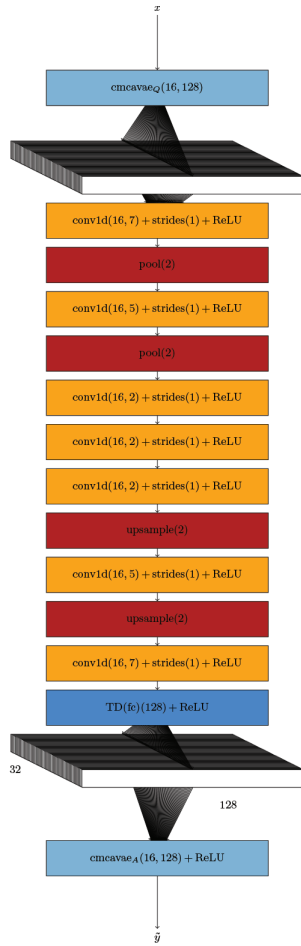 x
cmcavae_Q(16, 128)
conv1d(16, 7) + strides(1) + ReLU
pool(2)
conv1d(16, 5) + strides(1) + ReLU
pool(2)
conv1d(16, 2) + strides(1) + ReLU
conv1d(16, 2) + strides(1) + ReLU
conv1d(16, 2) + strides(1) + ReLU
upsample(2)
conv1d(16, 5) + strides(1) + ReLU
upsample(2)
conv1d(16, 7) + strides(1) + ReLU
TD(fc)(128) + ReLU
32
128
cmcavae_A(16, 128) + ReLU
ỹ